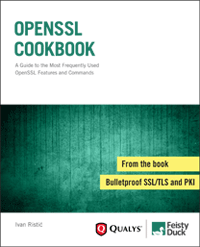 OPENSSL
COOKBOOK
A Guide to the Most Frequently Used
OpenSSL Features and Commands
From the book
Bulletproof SSL/TLS and PKI
Ivan Ristić
QUALYS®
Feisty
Duck